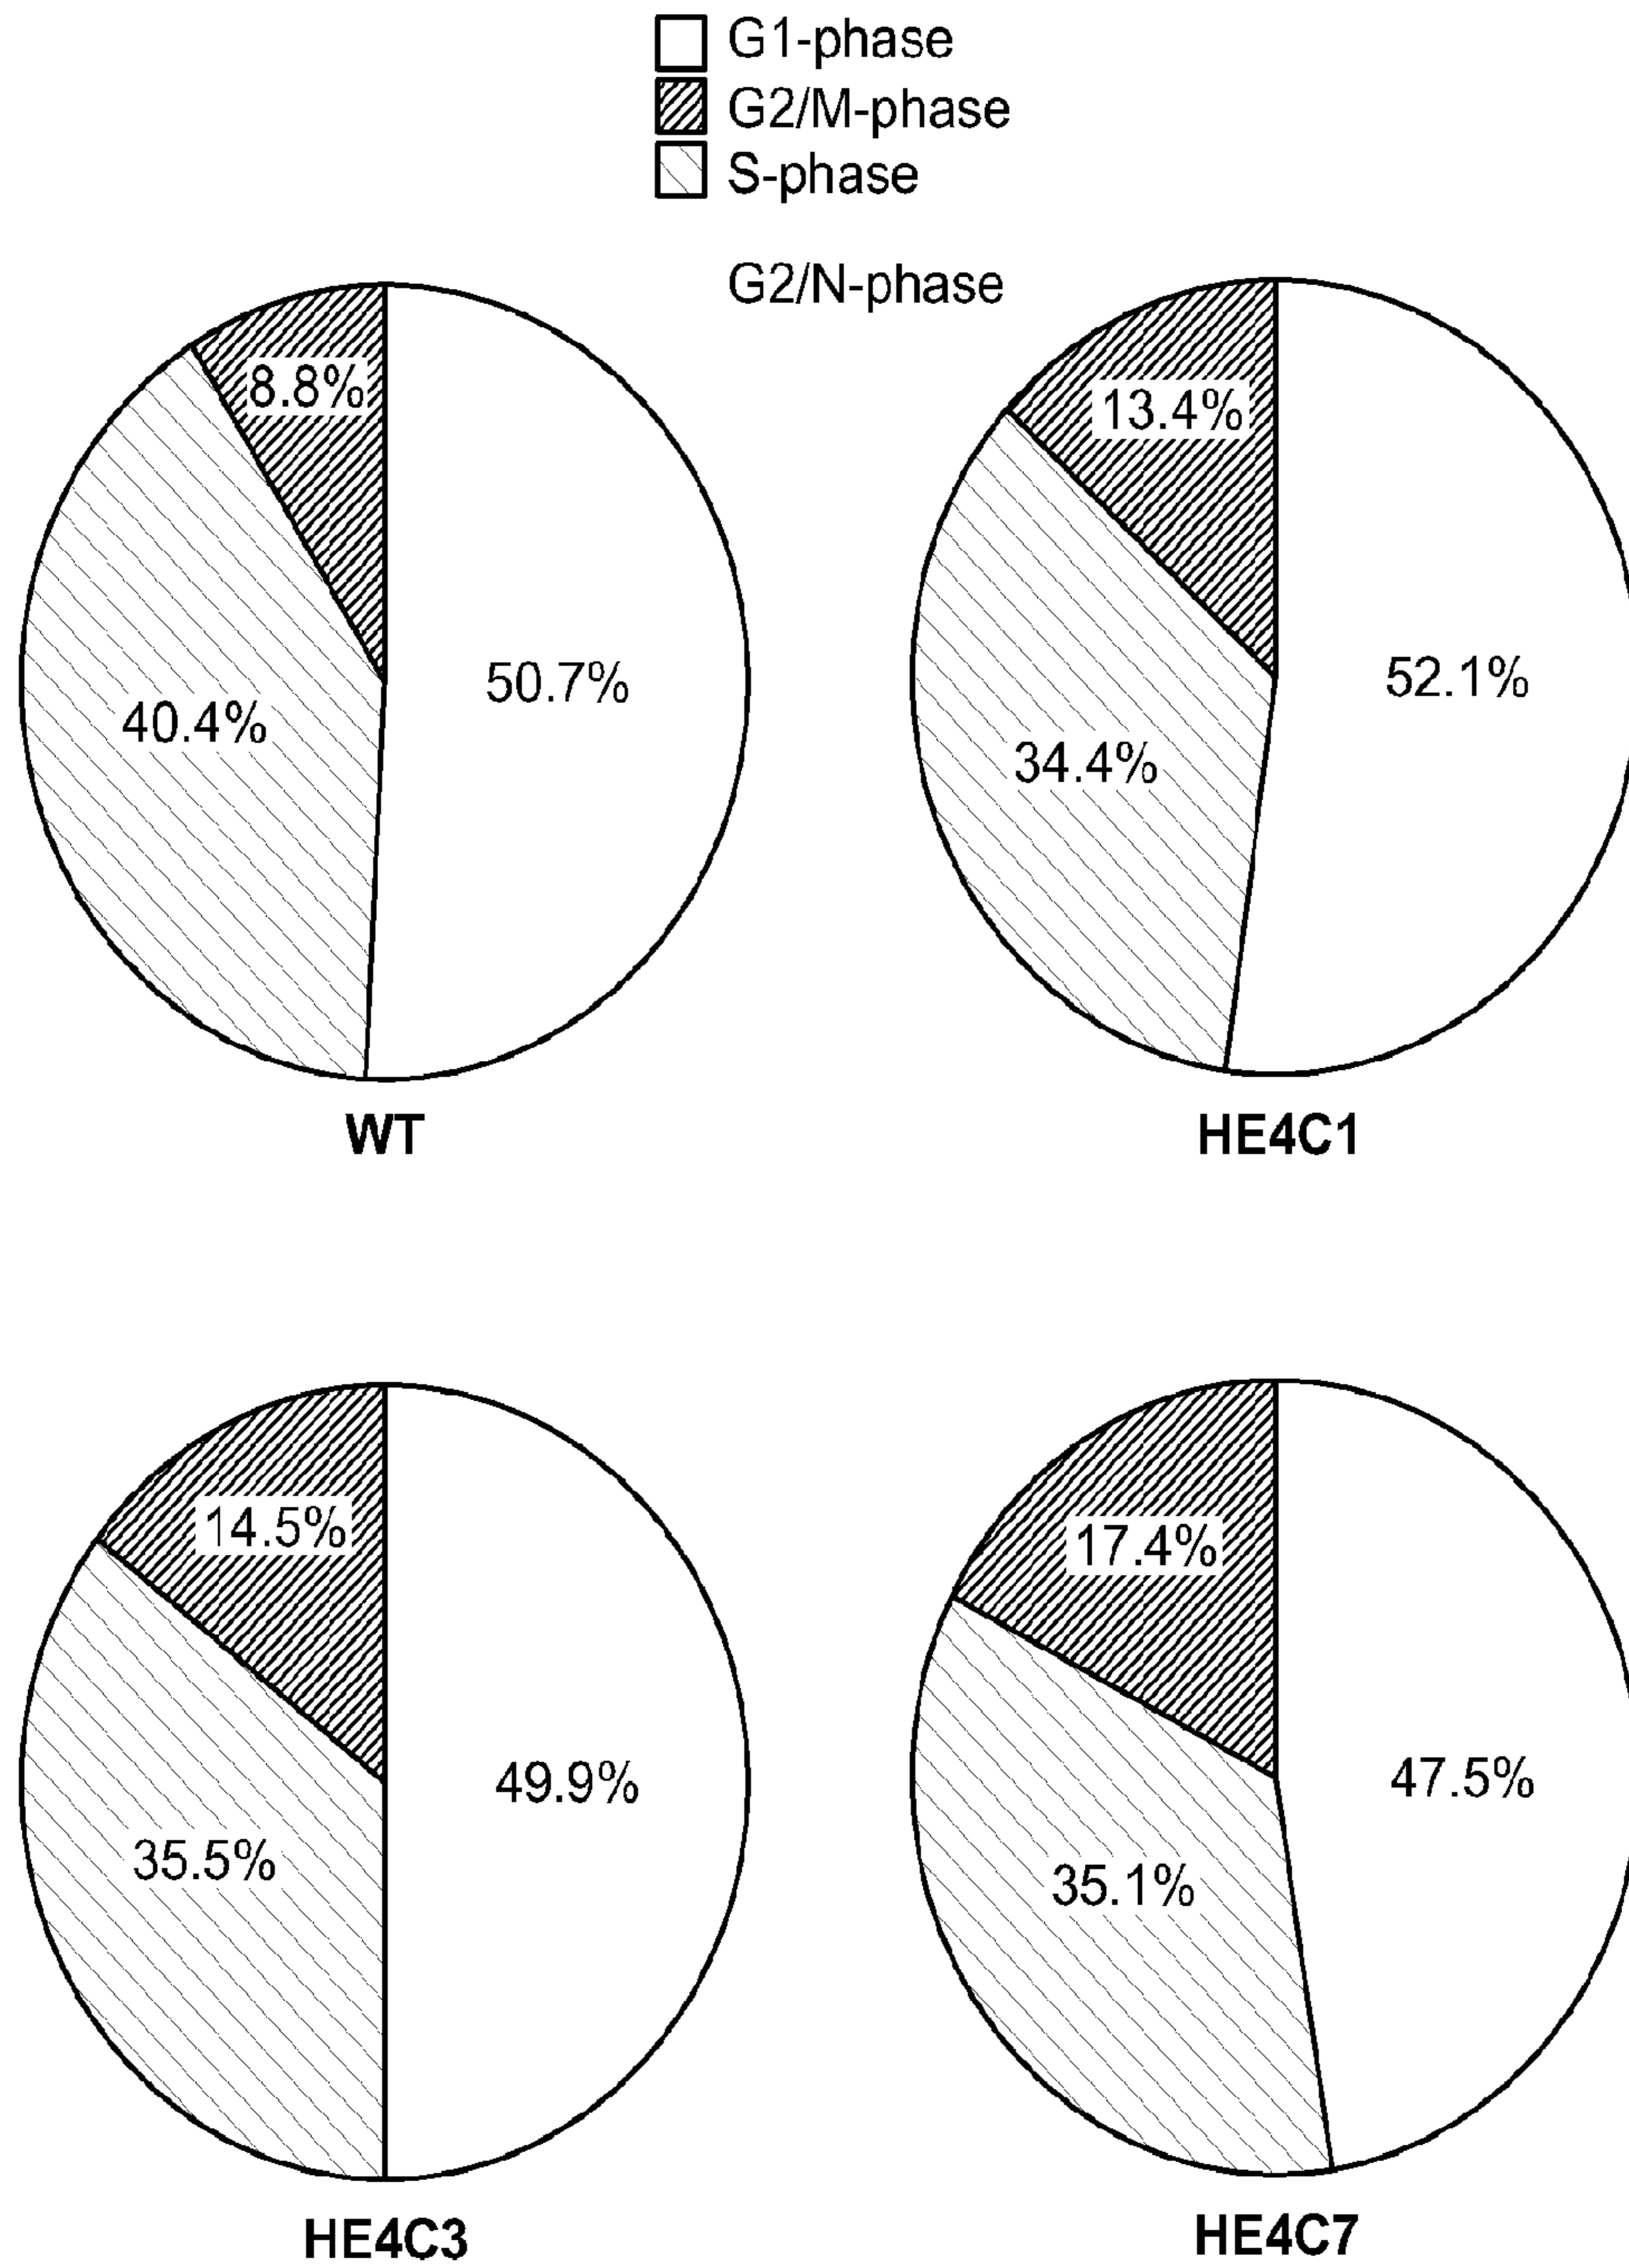 G1-phase
G2/M-phase
S-phase
G2/N-phase
8.8%
50.7%
40.4%
WT
13.4%
52.1%
34.4%
HE4C1
14.5%
49.9%
35.5%
HE4C3
17.4%
47.5%
35.1%
HE4C7